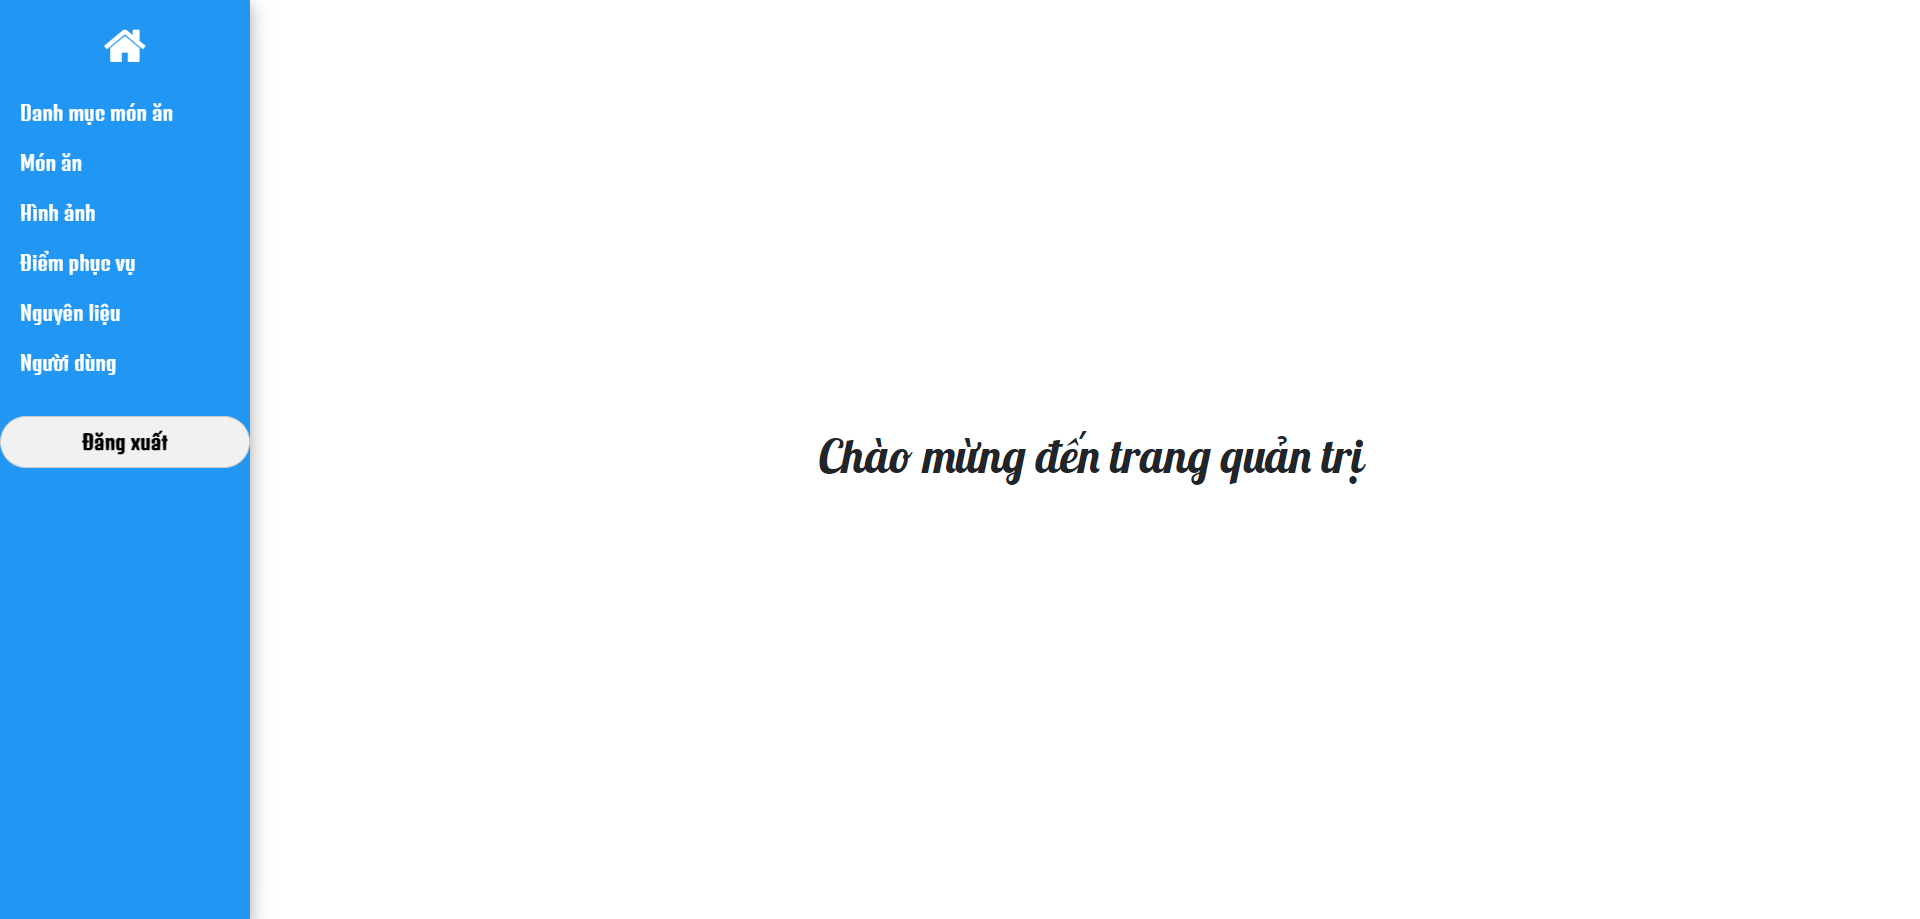 Danh mục món ăn
Món ăn
Hình ảnh
Điểm phục vụ
Nguyên liệu
Người dùng
Đăng xuất
Chào mừng đến trang quản trị